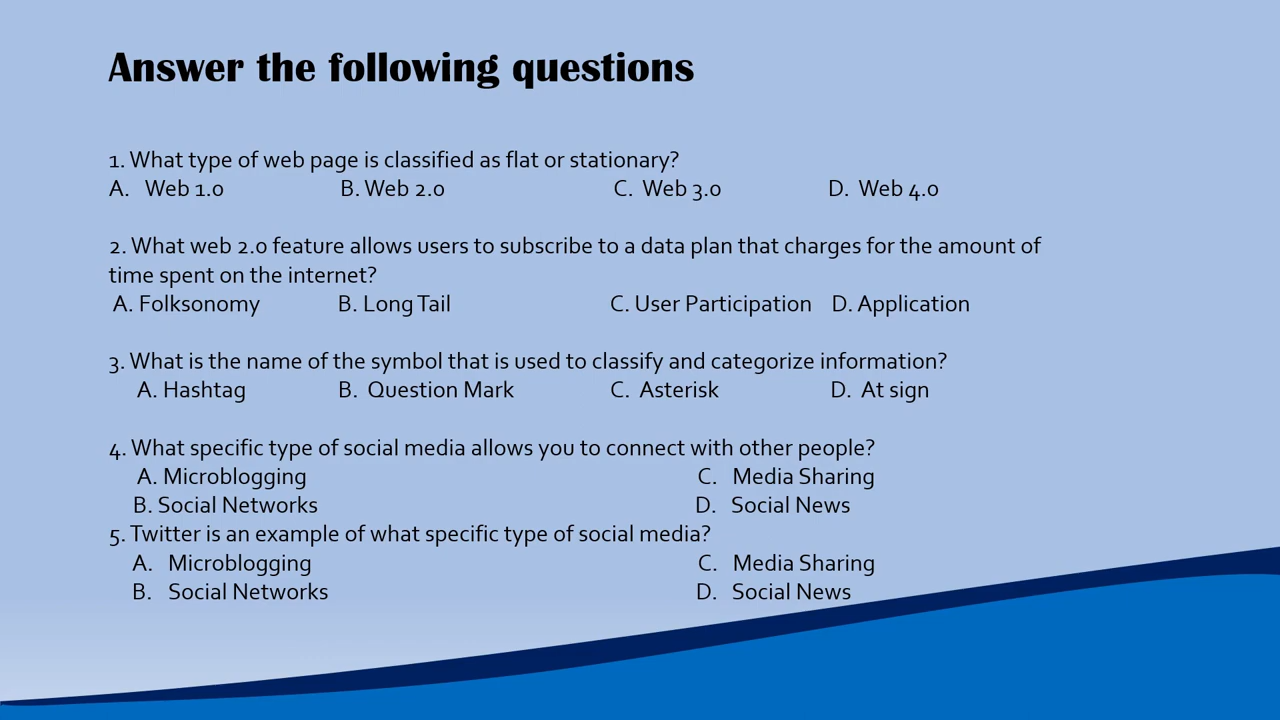 Answer the following questions
1. What type of web page is classified as flat or stationary?
A. Web 1.0 B. Web 2.0 C. Web 3.0 D. Web 4.0
2. What web 2.0 feature allows users to subscribe to a data plan that charges for the amount of
time spent on the internet?
A. Folksonomy B. Long Tail C. User Participation D. Application
3. What is the name of the symbol that is used to classify and categorize information?
A. Hashtag B. Question Mark C. Asterisk D. At sign
4. What specific type of social media allows you to connect with other people?
A. Microblogging C. Media Sharing
B. Social Networks D. Social News
5. Twitter is an example of what specific type of social media?
A. Microblogging C. Media Sharing
B. Social Networks D. Social News